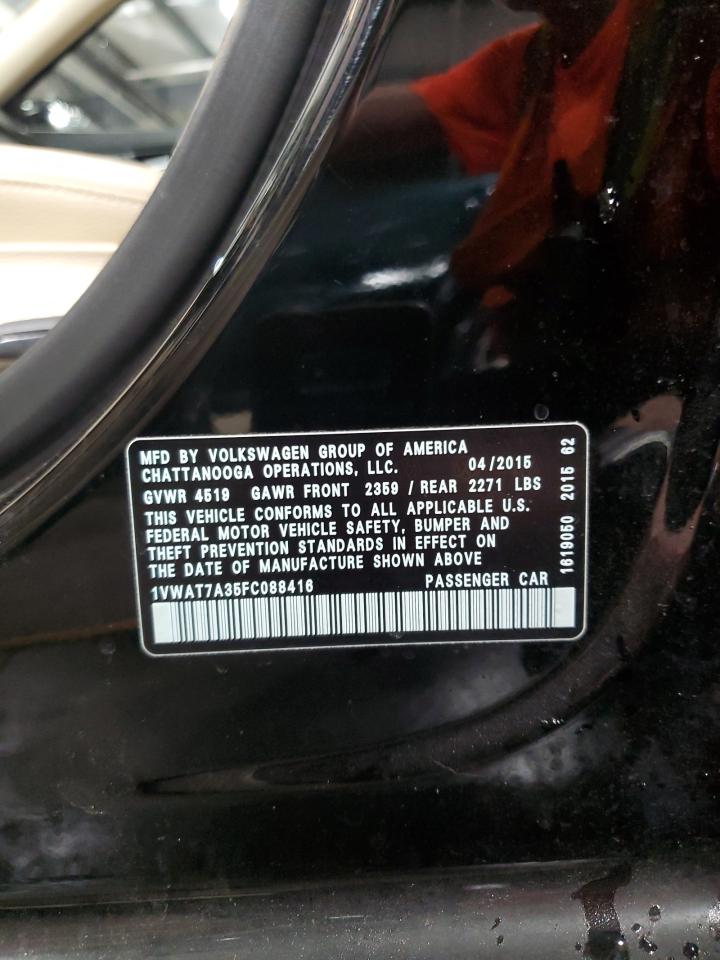 MFD BY VOLKSWAGEN GROUP OF AMERICA
CHATTANOOGA OPERATIONS, LLC. 04/2015
GVWR 4519 GAWR FRONT 2359 / REAR 2271 LBS
THIS VEHICLE CONFORMS TO ALL APPLICABLE U.S.
FEDERAL MOTOR VEHICLE SAFETY, BUMPER AND
THEFT PREVENTION STANDARDS IN EFFECT ON
THE DATE OF MANUFACTURE SHOWN ABOVE
1VWAT7A35FC088416 PASSENGER CAR
1619060 2015 62